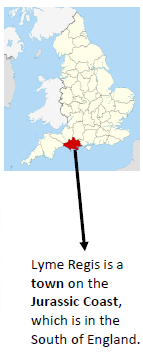 Lyme Regis is a
town on the
Jurassic Coast,
which is in the
South of England.